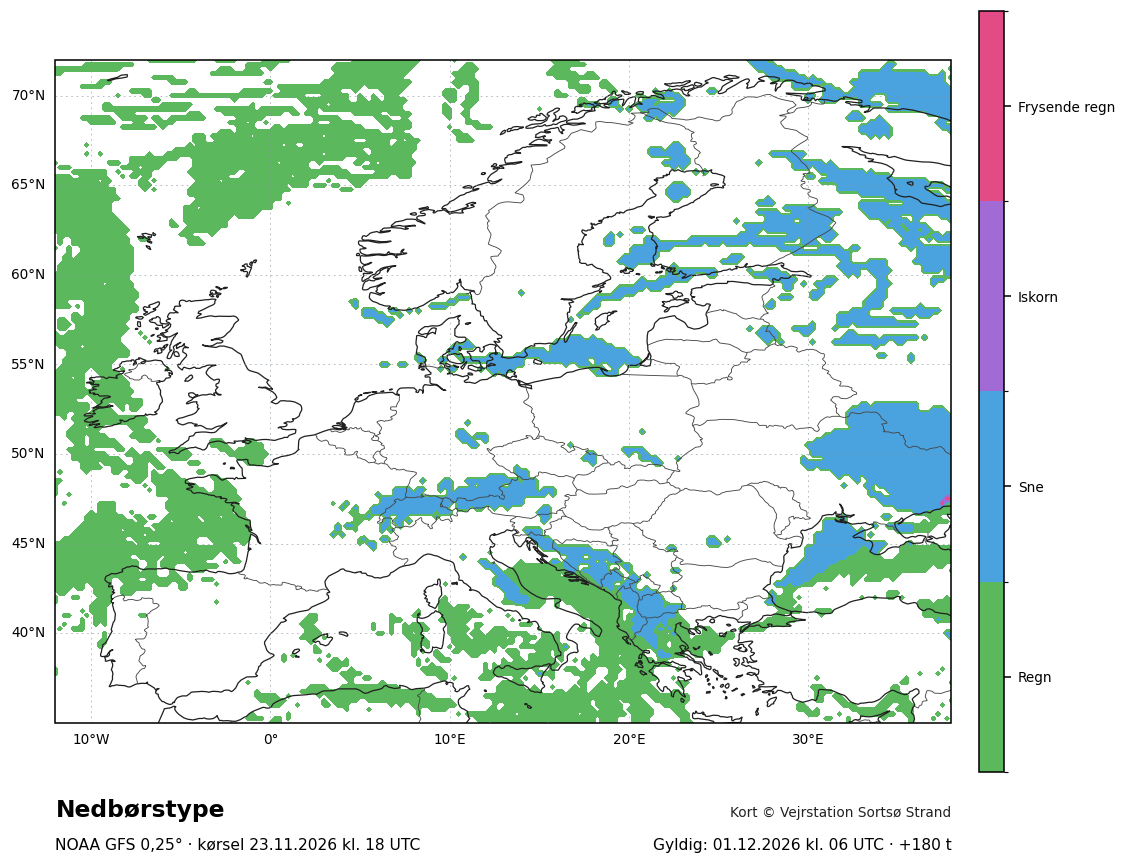 Frysende regn
Iskorn
Sne
Regn
70°N
65°N
60°N
55°N
50°N
45°N
40°N
10°W
0°
10°E
20°E
30°E
Nedbørstype
Kort © Vejrstation Sortsø Strand
NOAA GFS 0,25° · kørsel 23.11.2026 kl. 18 UTC
Gyldig: 01.12.2026 kl. 06 UTC · +180 t